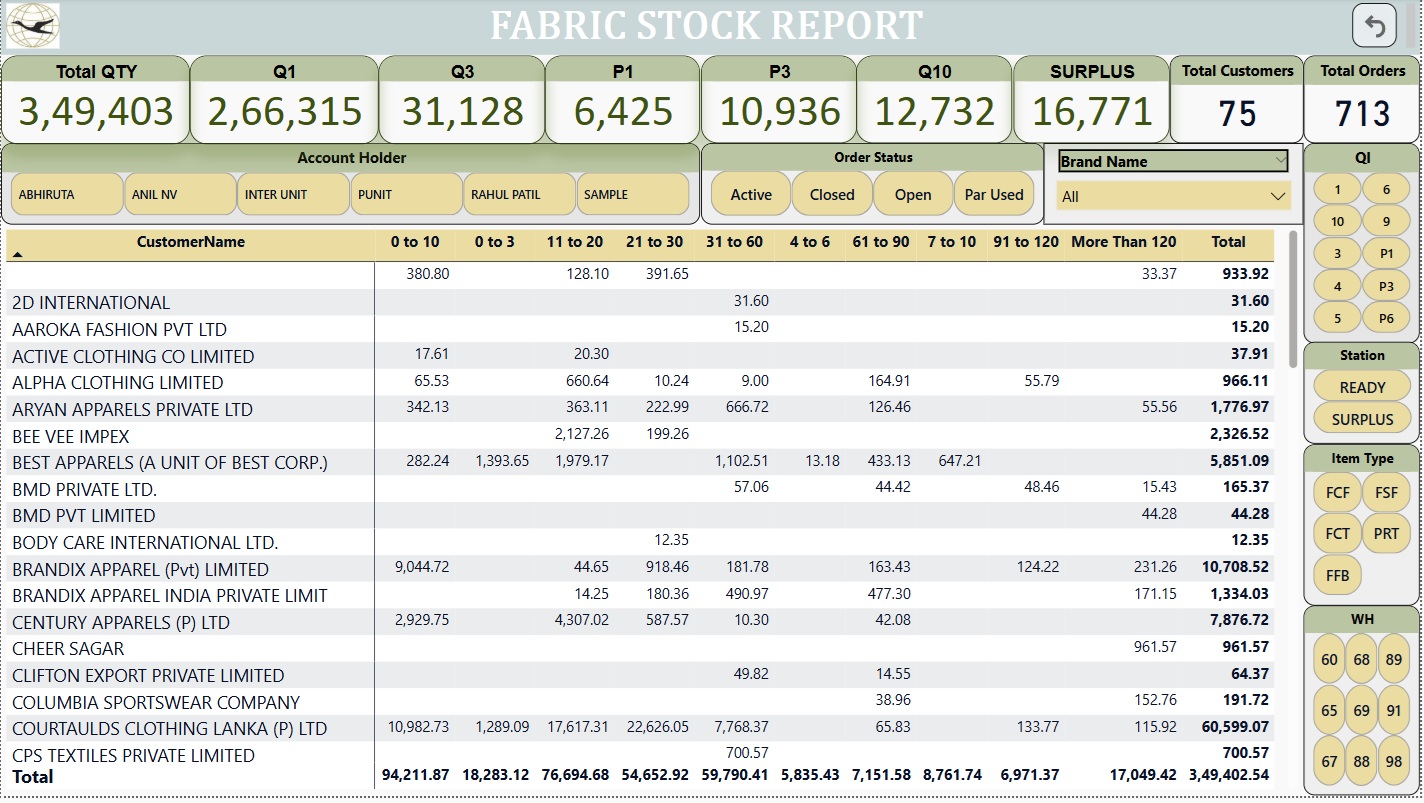 FABRIC STOCK REPORT
Total QTY Q1 Q3 P1 P3 Q10 SURPLUS Total Customers Total Orders
3,49,403 2,66,315 31,128 6,425 10,936 12,732 16,771 75 713
Account Holder Order Status Brand Name QI
ABHIRUTA ANIL NV INTER UNIT PUNIT RAHUL PATIL SAMPLE Active Closed Open Par Used All
1 6
10 9
3 P1
4 P3
5 P6
Station
READY
SURPLUS
Item Type
FCF FSF
FCT PRT
FFB
WH
60 68 89
65 69 91
67 88 98
CustomerName 0 to 10 0 to 3 11 to 20 21 to 30 31 to 60 4 to 6 61 to 90 7 to 10 91 to 120 More Than 120 Total
380.80 128.10 391.65 33.37 933.92
2D INTERNATIONAL 31.60 31.60
AAROKA FASHION PVT LTD 15.20 15.20
ACTIVE CLOTHING CO LIMITED 17.61 20.30 37.91
ALPHA CLOTHING LIMITED 65.53 660.64 10.24 9.00 164.91 55.79 966.11
ARYAN APPARELS PRIVATE LTD 342.13 363.11 222.99 666.72 126.46 55.56 1,776.97
BEE VEE IMPEX 2,127.26 199.26 2,326.52
BEST APPARELS (A UNIT OF BEST CORP.) 282.24 1,393.65 1,979.17 1,102.51 13.18 433.13 647.21 5,851.09
BMD PRIVATE LTD. 57.06 44.42 48.46 15.43 165.37
BMD PVT LIMITED 44.28 44.28
BODY CARE INTERNATIONAL LTD. 12.35 12.35
BRANDIX APPAREL (Pvt) LIMITED 9,044.72 44.65 918.46 181.78 163.43 124.22 231.26 10,708.52
BRANDIX APPAREL INDIA PRIVATE LIMIT 14.25 180.36 490.97 477.30 171.15 1,334.03
CENTURY APPARELS (P) LTD 2,929.75 4,307.02 587.57 10.30 42.08 7,876.72
CHEER SAGAR 961.57 961.57
CLIFTON EXPORT PRIVATE LIMITED 49.82 14.55 64.37
COLUMBIA SPORTSWEAR COMPANY 38.96 152.76 191.72
COURTAULDS CLOTHING LANKA (P) LTD 10,982.73 1,289.09 17,617.31 22,626.05 7,768.37 65.83 133.77 115.92 60,599.07
CPS TEXTILES PRIVATE LIMITED 700.57 700.57
Total 94,211.87 18,283.12 76,694.68 54,652.92 59,790.41 5,835.43 7,151.58 8,761.74 6,971.37 17,049.42 3,49,402.54